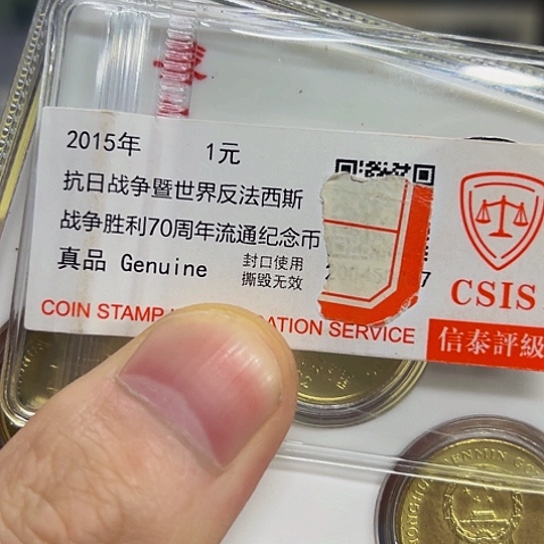 2015年 1元
抗日战争暨世界反法西斯
战争胜利70周年流通纪念币
真品 Genuine
封口使用
撕毁无效
COIN STAMP ATION SERVICE
CSIS
信泰評級